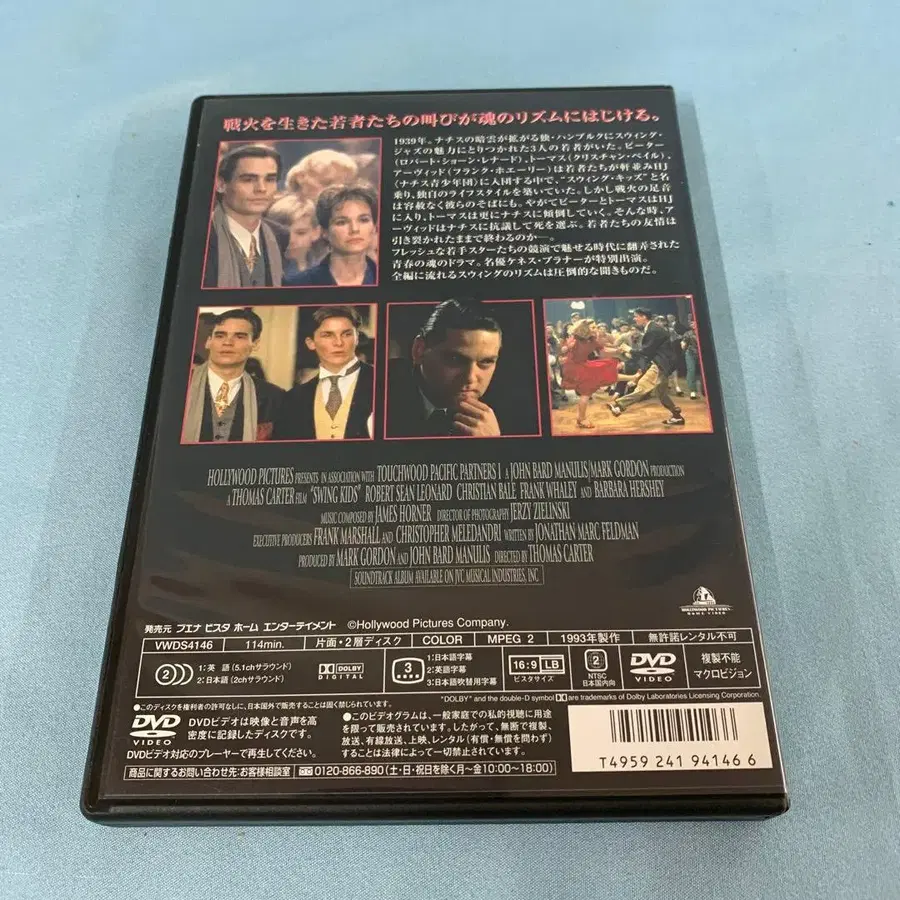 戦火を生きた若者たちの叫びが魂のリズムにはじける。
1939年。ナチスの暗雲が拡がる独・ハンブルクにスウィング・
ジャズの魅力にとりつかれた3人の若者がいた。ピーター
(ロバート・ショーン・レナード)、トーマス(クリスチャン・ベイル)、
アーヴィッド(フランク・ホエーリー)は若者たちが軒並みHJ
(ナチス青少年団)に入団する中で、"スウィング・キッズ"と名
乗り、独自のライフスタイルを築いていた。しかし戦火の足音
は容赦なく彼らのそばにも。やがてピーターとトーマスはHJ
に入り、トーマスは更にナチスに傾倒していく。そんな時、ア
ーヴィッドはナチスに抗議して死を選ぶ。若者たちの友情は
引き裂かれたままで終わるのか—。
フレッシュな若手スターたちの競演で魅せる時代に翻弄された
青春の魂のドラマ。名優ケネス・ブラナーが特別出演。
全編に流れるスウィングのリズムは圧倒的な聞きものだ。
HOLLYWOOD PICTURES PRESENTS IN ASSOCIATION WITH TOUCHWOOD PACIFIC PARTNERS I A JOHN BARD MANULIS/MARK GORDON PRODUCTION
A THOMAS CARTER FILM "SWING KIDS" ROBERT SEAN LEONARD CHRISTIAN BALE FRANK WHALEY AND BARBARA HERSHEY
MUSIC COMPOSED BY JAMES HORNER DIRECTOR OF PHOTOGRAPHY JERZY ZIELINSKI
EXECUTIVE PRODUCERS FRANK MARSHALL AND CHRISTOPHER MELEDANDRI WRITTEN BY JONATHAN MARC FELDMAN
PRODUCED BY MARK GORDON AND JOHN BARD MANULIS DIRECTED BY THOMAS CARTER
SOUNDTRACK ALBUM AVAILABLE ON JVC MUSICAL INDUSTRIES, INC.
HOLLYWOOD PICTURES
HOME VIDEO
発売元 ブエナ ビスタ ホーム エンターテイメント ©Hollywood Pictures Company.
VWDS4146 114min. 片面・2層ディスク COLOR MPEG 2 1993年製作 無許諾レンタル不可
2 1:英 語(5.1chサラウンド)
2:日本語(2chサラウンド)
DOLBY DIGITAL
3 1:日本語字幕
2:英語字幕
3:日本語吹替用字幕
16:9 LB
ビスタサイズ
2
NTSC
日本国内向
DVD VIDEO
複製不能
マクロビジョン
"DOLBY" and the double-D symbol are trademarks of Dolby Laboratories Licensing Corporation.
●このディスクを権利者の許可なしに、日本国外で販売することは固く禁じられています。
DVD VIDEO
DVDビデオは映像と音声を高
密度に記録したディスクです。
DVDビデオ対応のプレーヤーで再生してください。
●このビデオグラムは、一般家庭での私的視聴に用途
を限って販売されています。したがって、無断で複製、
放送、有線放送、上映、レンタル(有償・無償を問わず)
することは法律によって一切禁止されています。
商品に関するお問い合わせ先:お客様相談室 0120-866-890(土・日・祝日を除く月〜金10:00〜18:00)
T4959 241 94146 6